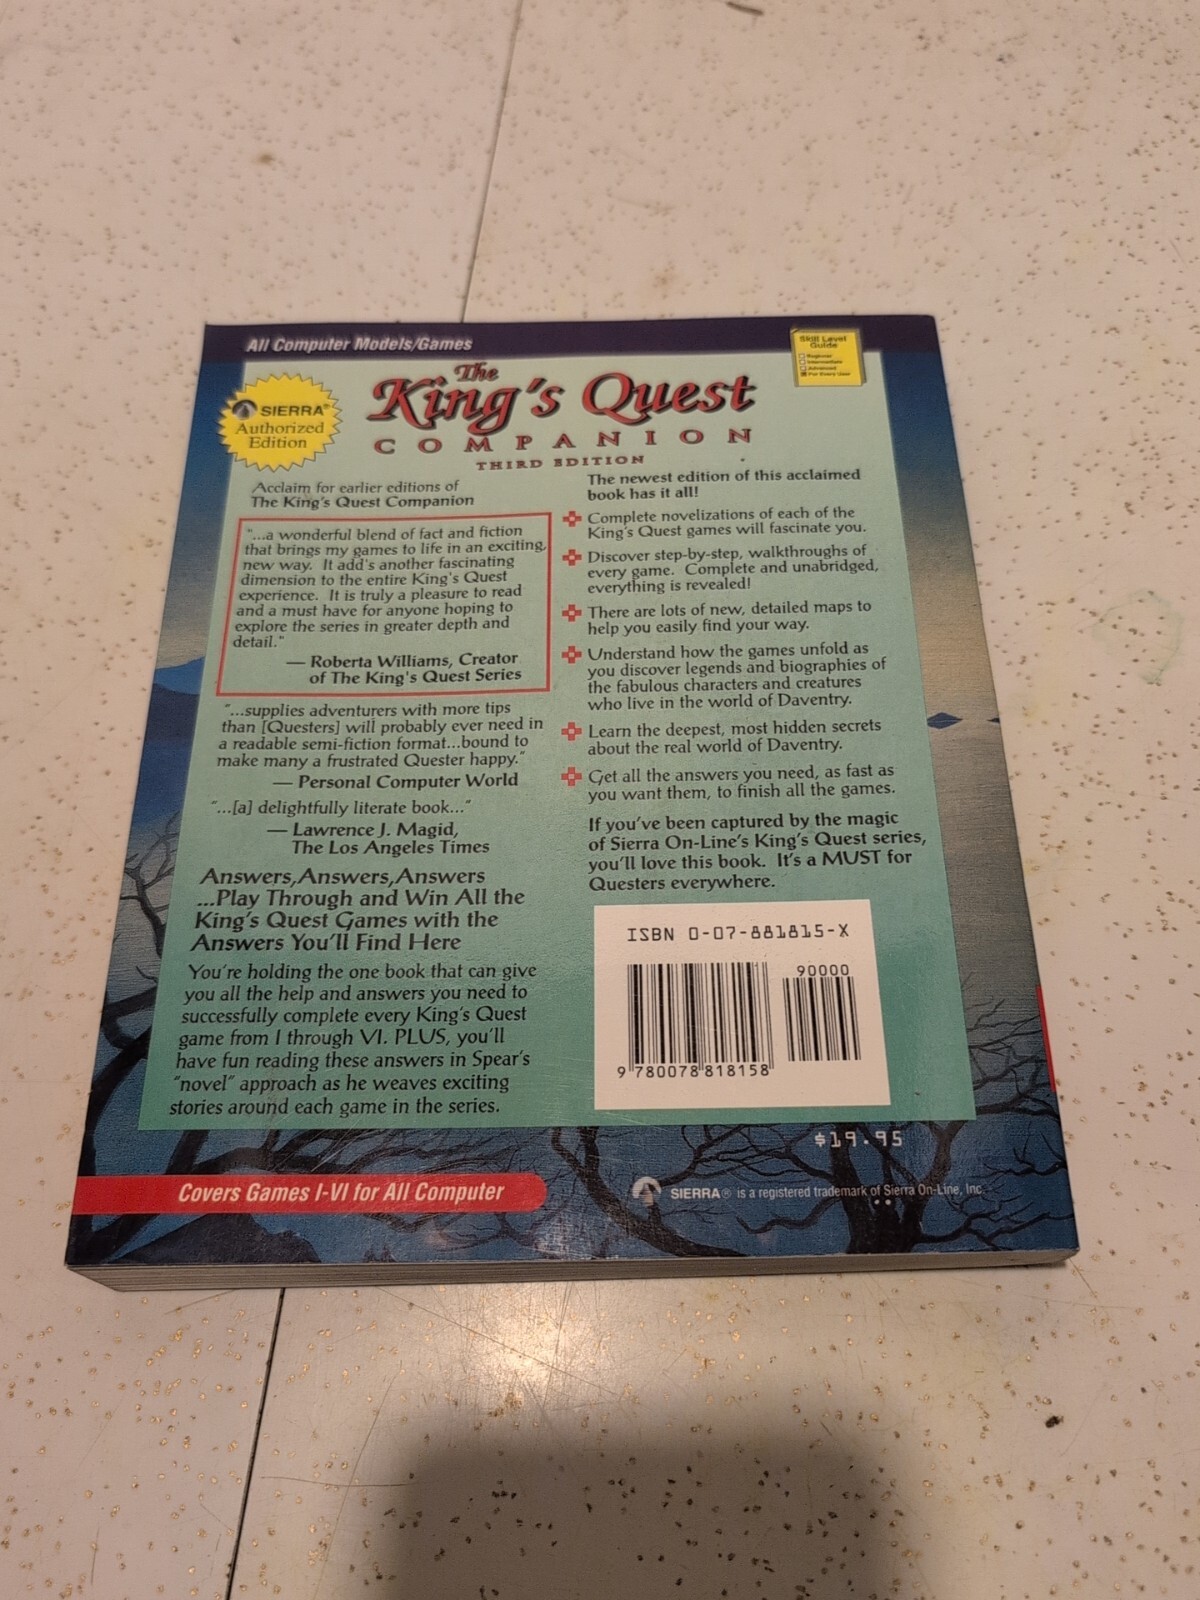 All Computer Models/Games
Skill Level
Guide
Beginner
Intermediate
Advanced
For Every User
SIERRA®
Authorized
Edition
The
King's Quest
COMPANION
THIRD EDITION
Acclaim for earlier editions of
The King's Quest Companion
"...a wonderful blend of fact and fiction
that brings my games to life in an exciting,
new way. It add's another fascinating
dimension to the entire King's Quest
experience. It is truly a pleasure to read
and a must have for anyone hoping to
explore the series in greater depth and
detail."
— Roberta Williams, Creator
of The King's Quest Series
"...supplies adventurers with more tips
than [Questers] will probably ever need in
a readable semi-fiction format...bound to
make many a frustrated Quester happy."
— Personal Computer World
"...[a] delightfully literate book..."
— Lawrence J. Magid,
The Los Angeles Times
Answers, Answers, Answers
...Play Through and Win All the
King's Quest Games with the
Answers You'll Find Here
You're holding the one book that can give
you all the help and answers you need to
successfully complete every King's Quest
game from I through VI. PLUS, you'll
have fun reading these answers in Spear's
"novel" approach as he weaves exciting
stories around each game in the series.
The newest edition of this acclaimed
book has it all!
Complete novelizations of each of the
King's Quest games will fascinate you.
Discover step-by-step, walkthroughs of
every game. Complete and unabridged,
everything is revealed!
There are lots of new, detailed maps to
help you easily find your way.
Understand how the games unfold as
you discover legends and biographies of
the fabulous characters and creatures
who live in the world of Daventry.
Learn the deepest, most hidden secrets
about the real world of Daventry.
Get all the answers you need, as fast as
you want them, to finish all the games.
If you've been captured by the magic
of Sierra On-Line's King's Quest series,
you'll love this book. It's a MUST for
Questers everywhere.
ISBN 0-07-881815-X
90000
9 780078 818158
$19.95
Covers Games I-VI for All Computer
SIERRA® is a registered trademark of Sierra On-Line, Inc.